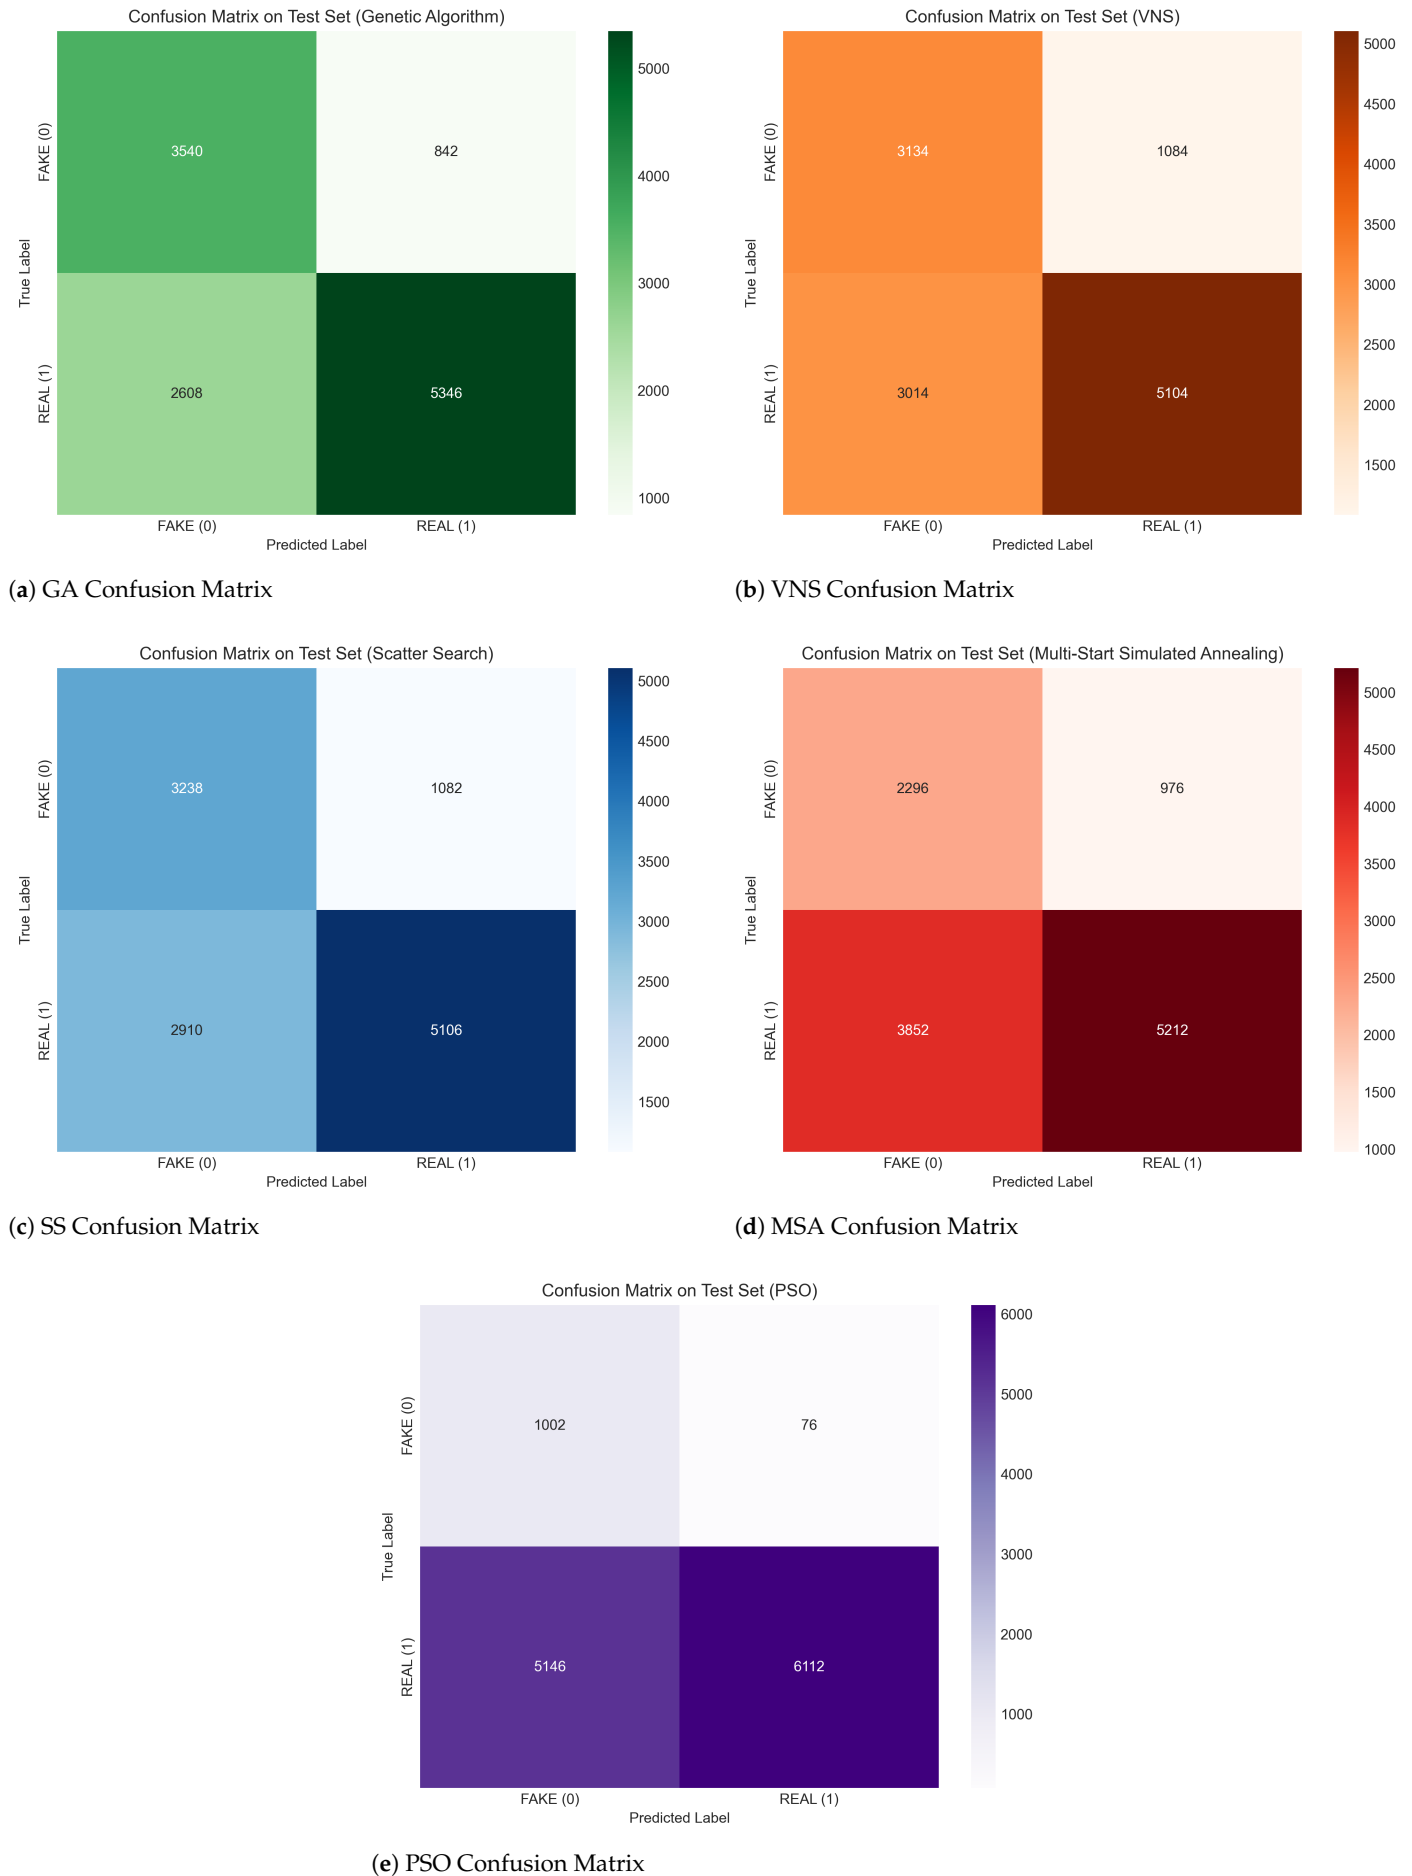 Confusion Matrix on Test Set (Genetic Algorithm)
FAKE (0)
REAL (1)
True Label
3540
842
2608
5346
FAKE (0)
REAL (1)
Predicted Label
5000
4000
3000
2000
1000
(a) GA Confusion Matrix
Confusion Matrix on Test Set (VNS)
FAKE (0)
REAL (1)
True Label
3134
1084
3014
5104
FAKE (0)
REAL (1)
Predicted Label
5000
4500
4000
3500
3000
2500
2000
1500
(b) VNS Confusion Matrix
Confusion Matrix on Test Set (Scatter Search)
FAKE (0)
REAL (1)
True Label
3238
1082
2910
5106
FAKE (0)
REAL (1)
Predicted Label
5000
4500
4000
3500
3000
2500
2000
1500
(c) SS Confusion Matrix
Confusion Matrix on Test Set (Multi-Start Simulated Annealing)
FAKE (0)
REAL (1)
True Label
2296
976
3852
5212
FAKE (0)
REAL (1)
Predicted Label
5000
4500
4000
3500
3000
2500
2000
1500
1000
(d) MSA Confusion Matrix
Confusion Matrix on Test Set (PSO)
FAKE (0)
REAL (1)
True Label
1002
76
5146
6112
FAKE (0)
REAL (1)
Predicted Label
6000
5000
4000
3000
2000
1000
(e) PSO Confusion Matrix